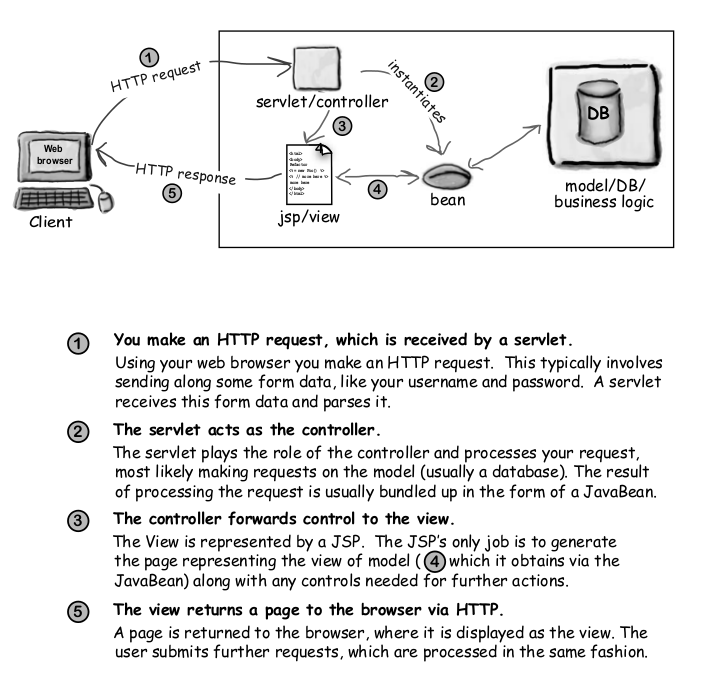 1
HTTP request
instantiates
2
servlet/controller
3
DB
Web
browser
<html>
<body>
HTTP response
5
4
bean
model/DB/
business logic
Client
jsp/view
1 You make an HTTP request, which is received by a servlet.
Using your web browser you make an HTTP request. This typically involves
sending along some form data, like your username and password. A servlet
receives this form data and parses it.
2 The servlet acts as the controller.
The servlet plays the role of the controller and processes your request,
most likely making requests on the model (usually a database). The result
of processing the request is usually bundled up in the form of a JavaBean.
3 The controller forwards control to the view.
The View is represented by a JSP. The JSP's only job is to generate
the page representing the view of model ( 4 which it obtains via the
JavaBean) along with any controls needed for further actions.
5 The view returns a page to the browser via HTTP.
A page is returned to the browser, where it is displayed as the view. The
user submits further requests, which are processed in the same fashion.